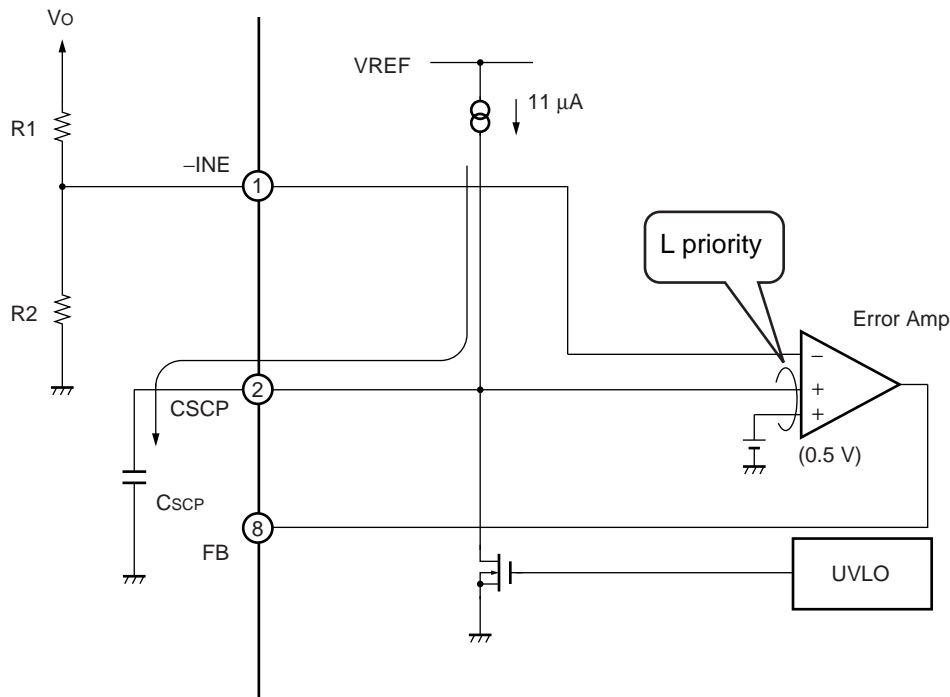 VO
VREF
11 µA
R1
−INE
1
L priority
R2
Error Amp
−
2
+
CSCP
+
(0.5 V)
CSCP
8
FB
UVLO